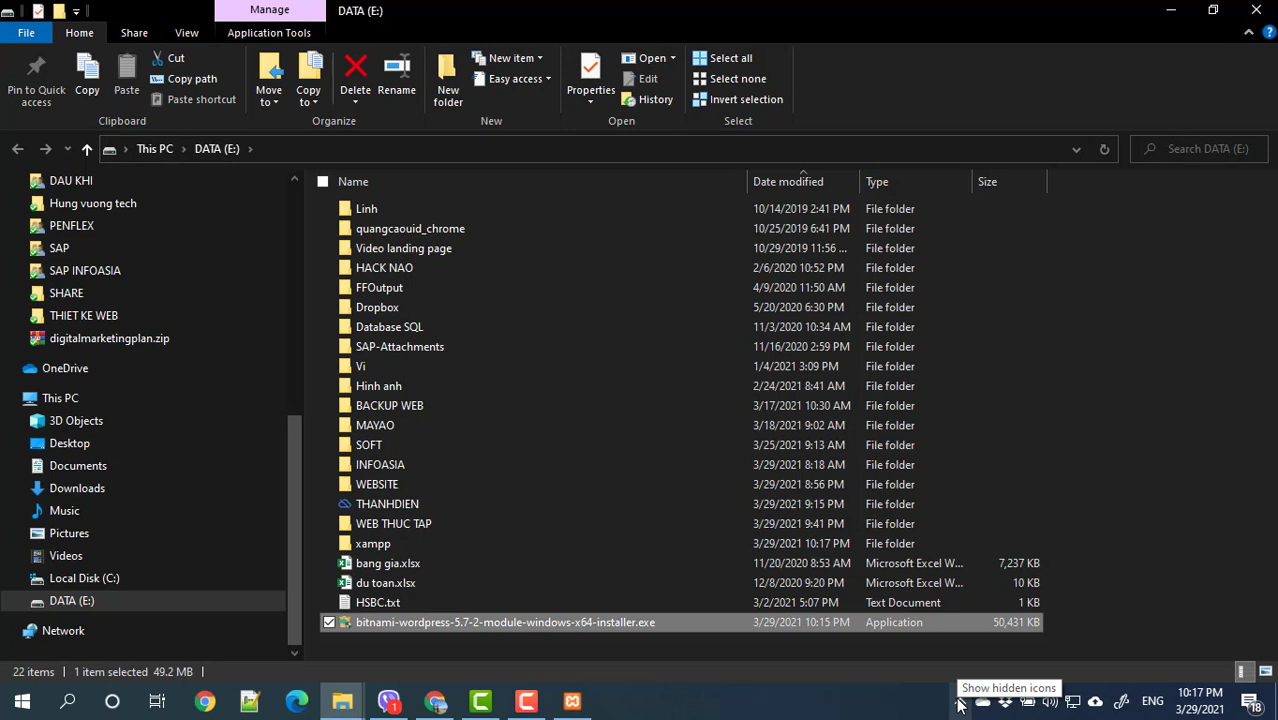 Manage
DATA (E:)
File
Home
Share
View
Application Tools
Pin to Quick access
Copy
Paste
Cut
Copy path
Paste shortcut
Clipboard
Move to
Copy to
Delete
Rename
Organize
New folder
New item
Easy access
New
Properties
Open
Edit
History
Open
Select all
Select none
Invert selection
Select
This PC
DATA (E:)
Search DATA (E:)
DAU KHI
Hung vuong tech
PENFLEX
SAP
SAP INFOASIA
SHARE
THIET KE WEB
digitalmarketingplan.zip
OneDrive
This PC
3D Objects
Desktop
Documents
Downloads
Music
Pictures
Videos
Local Disk (C:)
DATA (E:)
Network
Name Date modified Type Size
Linh 10/14/2019 2:41 PM File folder
quangcaouid_chrome 10/25/2019 6:41 PM File folder
Video landing page 10/29/2019 11:56 ... File folder
HACK NAO 2/6/2020 10:52 PM File folder
FFOutput 4/9/2020 11:50 AM File folder
Dropbox 5/20/2020 6:30 PM File folder
Database SQL 11/3/2020 10:34 AM File folder
SAP-Attachments 11/16/2020 2:59 PM File folder
Vi 1/4/2021 3:09 PM File folder
Hinh anh 2/24/2021 8:41 AM File folder
BACKUP WEB 3/17/2021 10:30 AM File folder
MAYAO 3/18/2021 9:02 AM File folder
SOFT 3/25/2021 9:13 AM File folder
INFOASIA 3/29/2021 8:18 AM File folder
WEBSITE 3/29/2021 8:56 PM File folder
THANHDIEN 3/29/2021 9:15 PM File folder
WEB THUC TAP 3/29/2021 9:41 PM File folder
xampp 3/29/2021 10:17 PM File folder
bang gia.xlsx 11/20/2020 8:53 AM Microsoft Excel W... 7,237 KB
du toan.xlsx 12/8/2020 9:20 PM Microsoft Excel W... 10 KB
HSBC.txt 3/2/2021 5:07 PM Text Document 1 KB
bitnami-wordpress-5.7-2-module-windows-x64-installer.exe 3/29/2021 10:15 PM Application 50,431 KB
22 items 1 item selected 49.2 MB
Show hidden icons
1
ENG
10:17 PM
3/29/2021
18